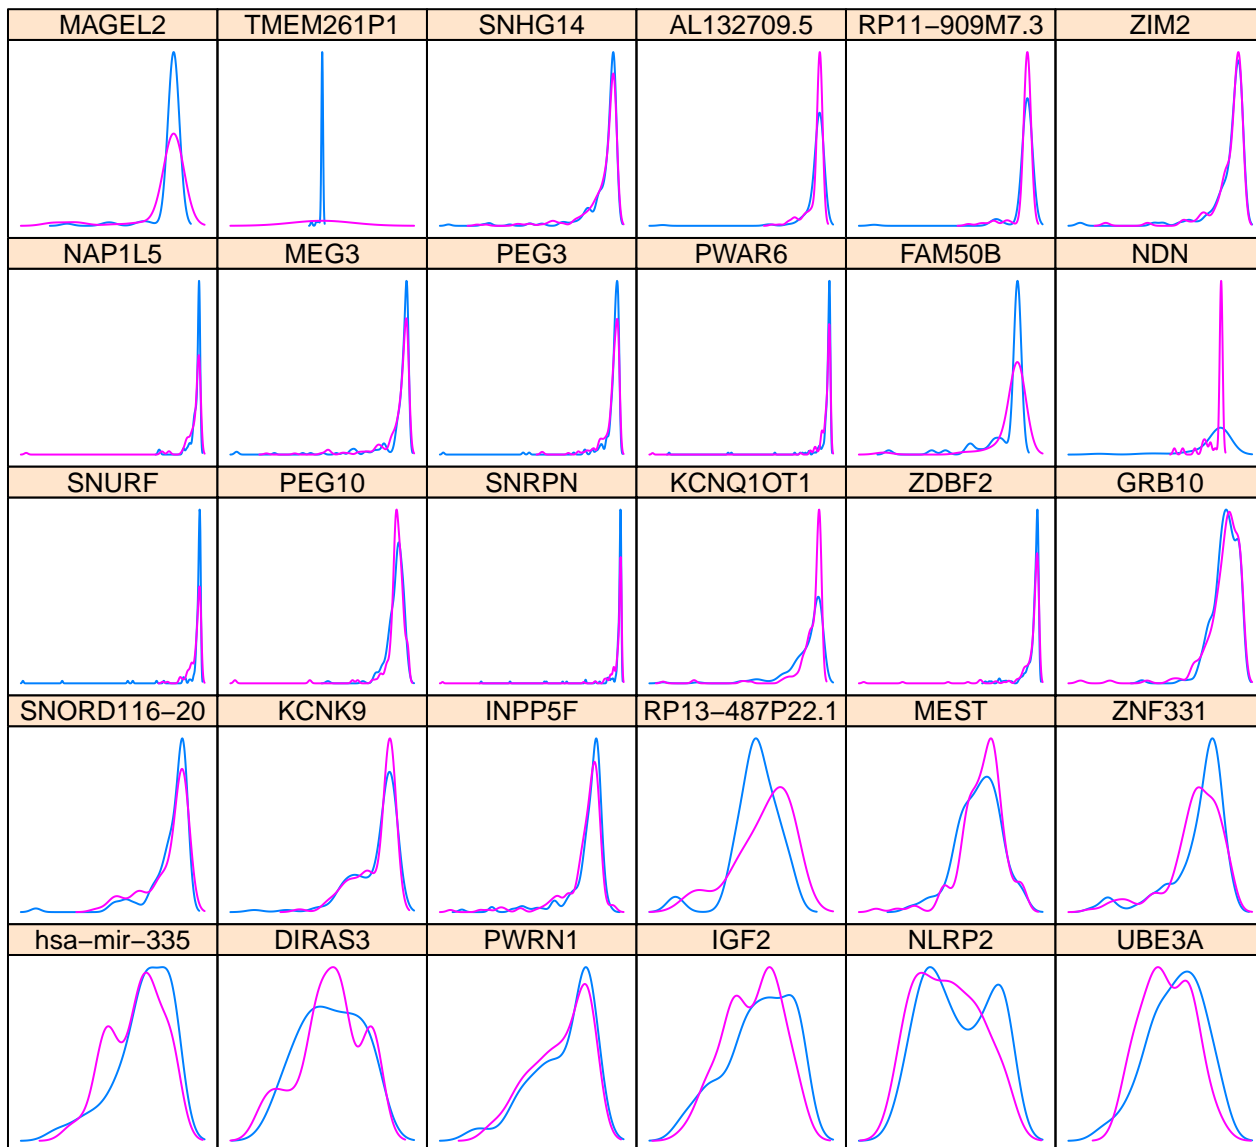 MAGEL2 TMEM261P1 SNHG14 AL132709.5 RP11−909M7.3 ZIM2
NAP1L5 MEG3 PEG3 PWAR6 FAM50B NDN
SNURF PEG10 SNRPN KCNQ1OT1 ZDBF2 GRB10
SNORD116−20 KCNK9 INPP5F RP13−487P22.1 MEST ZNF331
hsa−mir−335 DIRAS3 PWRN1 IGF2 NLRP2 UBE3A